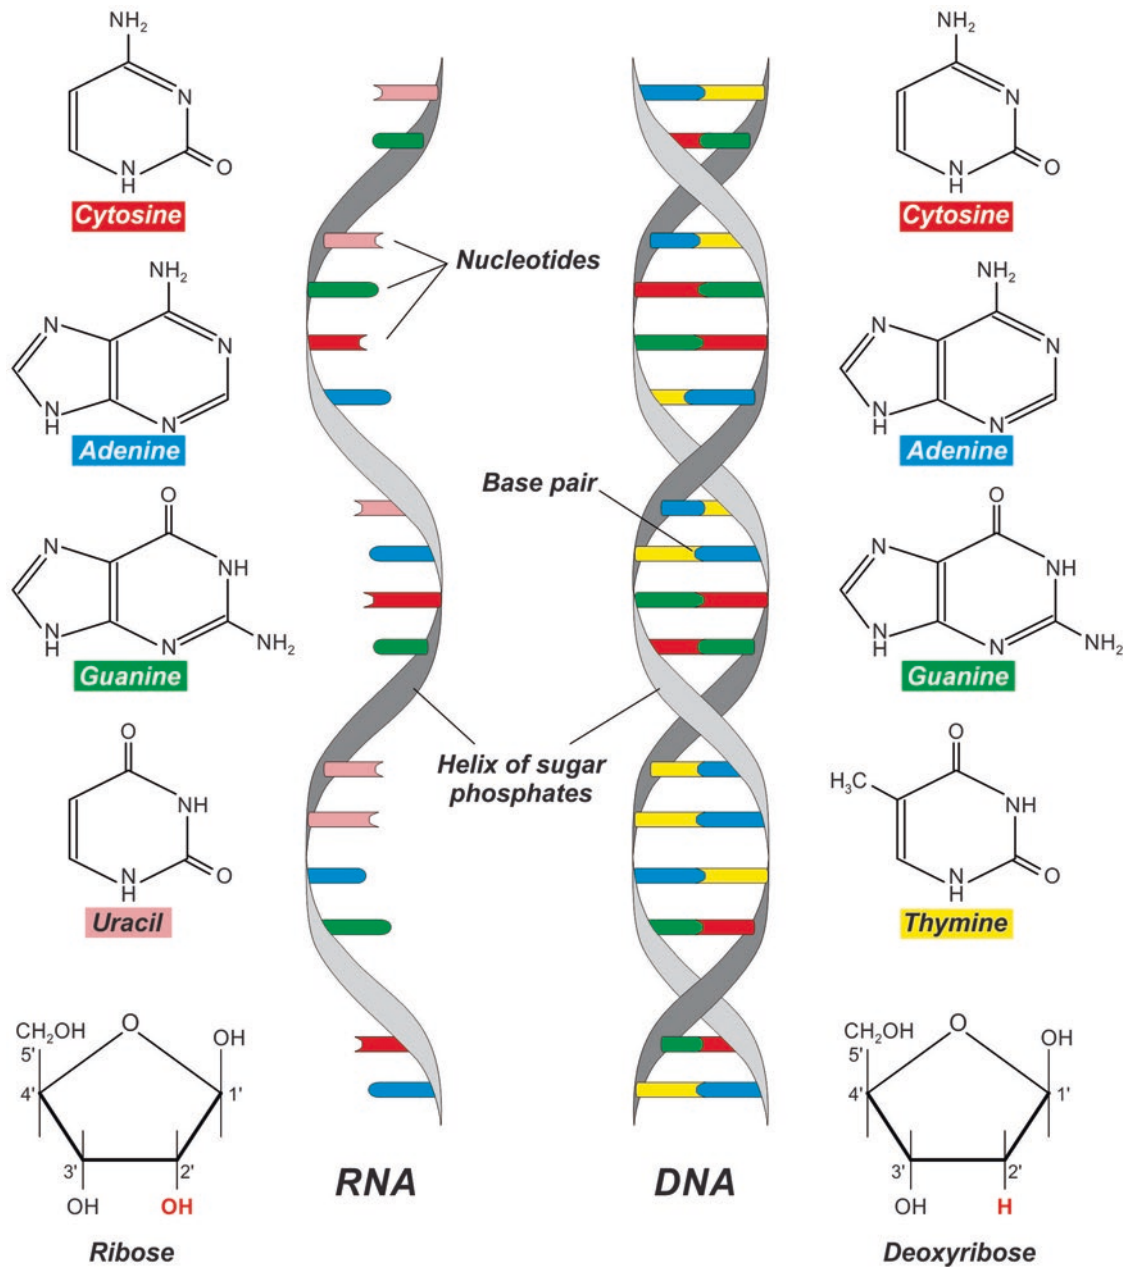 NH₂
N
N
H
O
Cytosine
NH₂
N
N
N
H
N
Adenine
O
N
NH
N
H
N
NH₂
Guanine
O
NH
N
H
O
Uracil
CH₂OH
O
OH
5'
4'
1'
3'
2'
OH
OH
Ribose
Nucleotides
Base pair
Helix of sugar
phosphates
RNA
DNA
NH₂
N
N
H
O
Cytosine
NH₂
N
N
N
H
N
Adenine
O
N
NH
N
H
N
NH₂
Guanine
O
H₃C
NH
N
H
O
Thymine
CH₂OH
O
OH
5'
4'
1'
3'
2'
OH
H
Deoxyribose